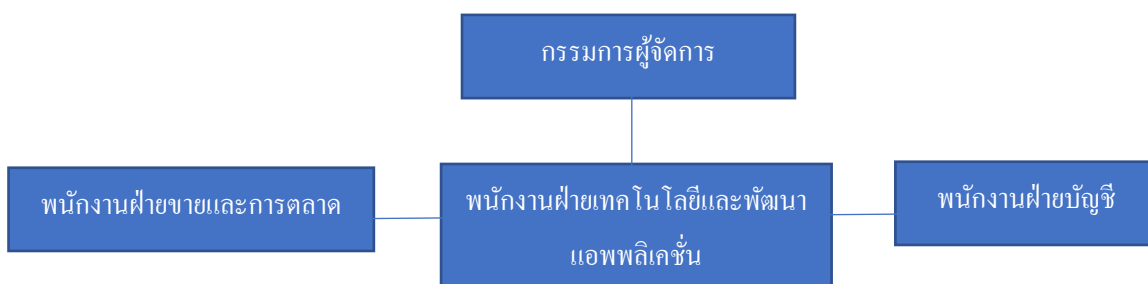 กรรมการผู้จัดการ
พนักงานฝ่ายขายและการตลาด
พนักงานฝ่ายเทคโนโลยีและพัฒนา
แอพพลิเคชั่น
พนักงานฝ่ายบัญชี